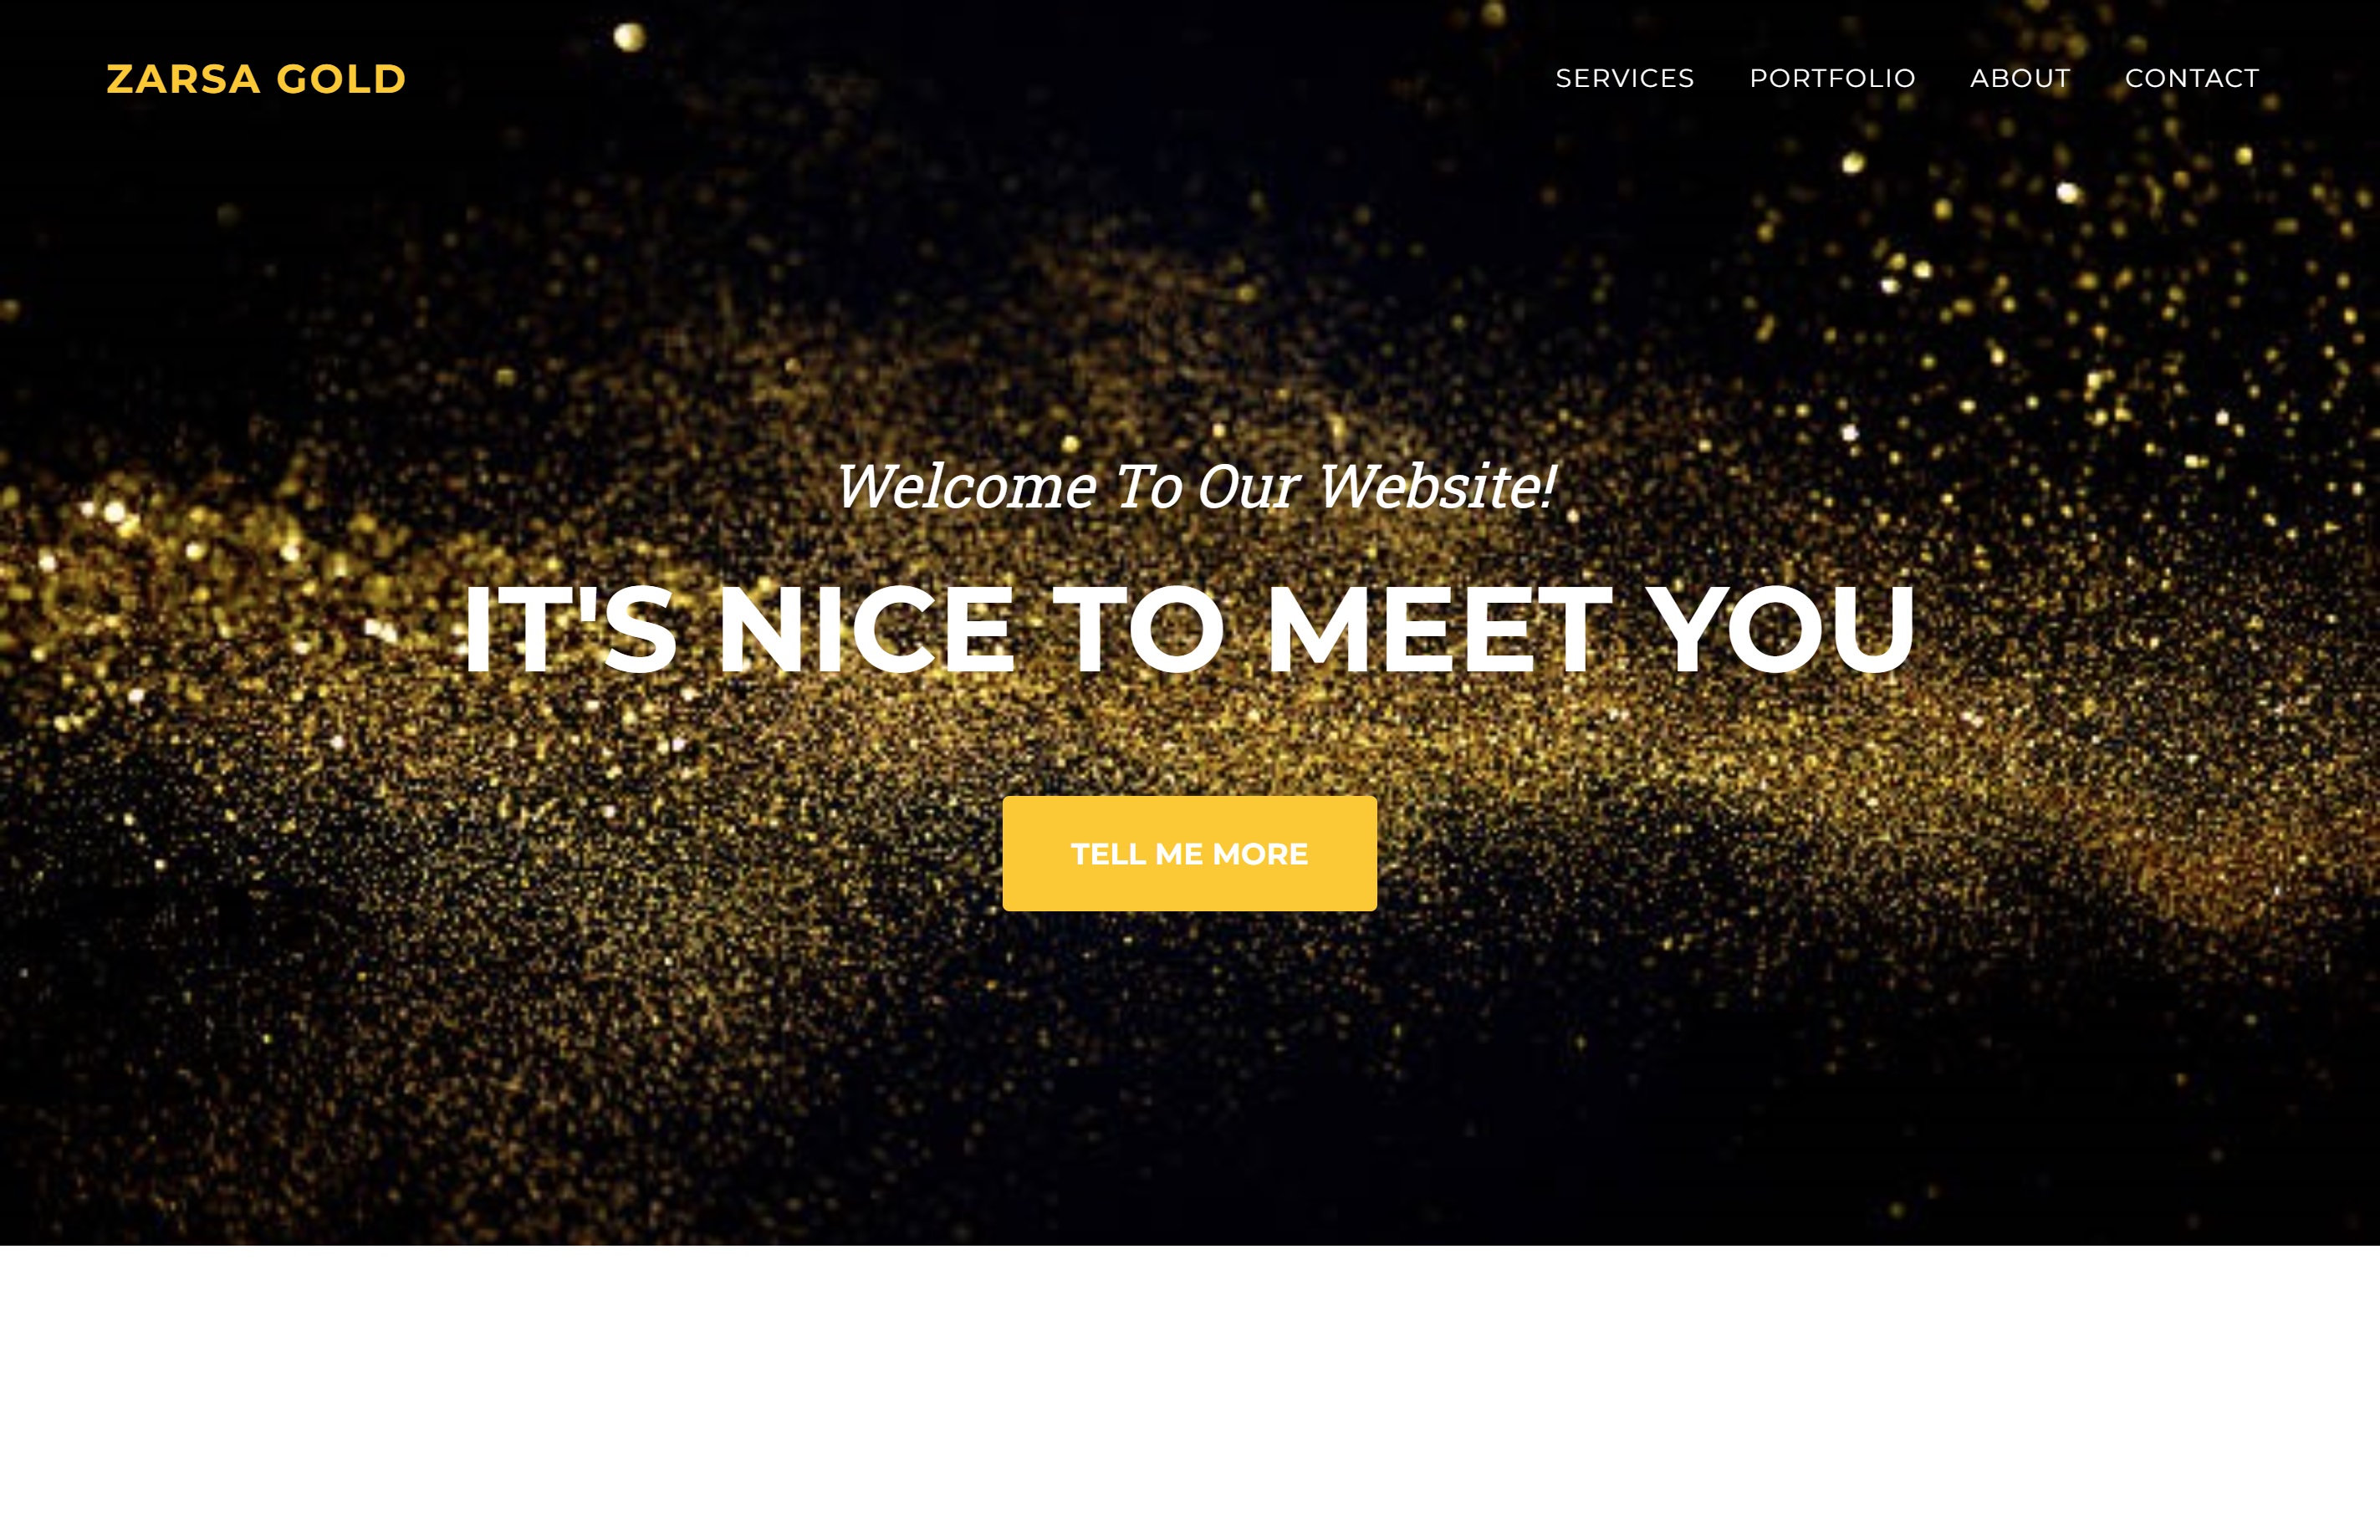 ZARSA GOLD
SERVICES PORTFOLIO ABOUT CONTACT
Welcome To Our Website!
IT'S NICE TO MEET YOU
TELL ME MORE